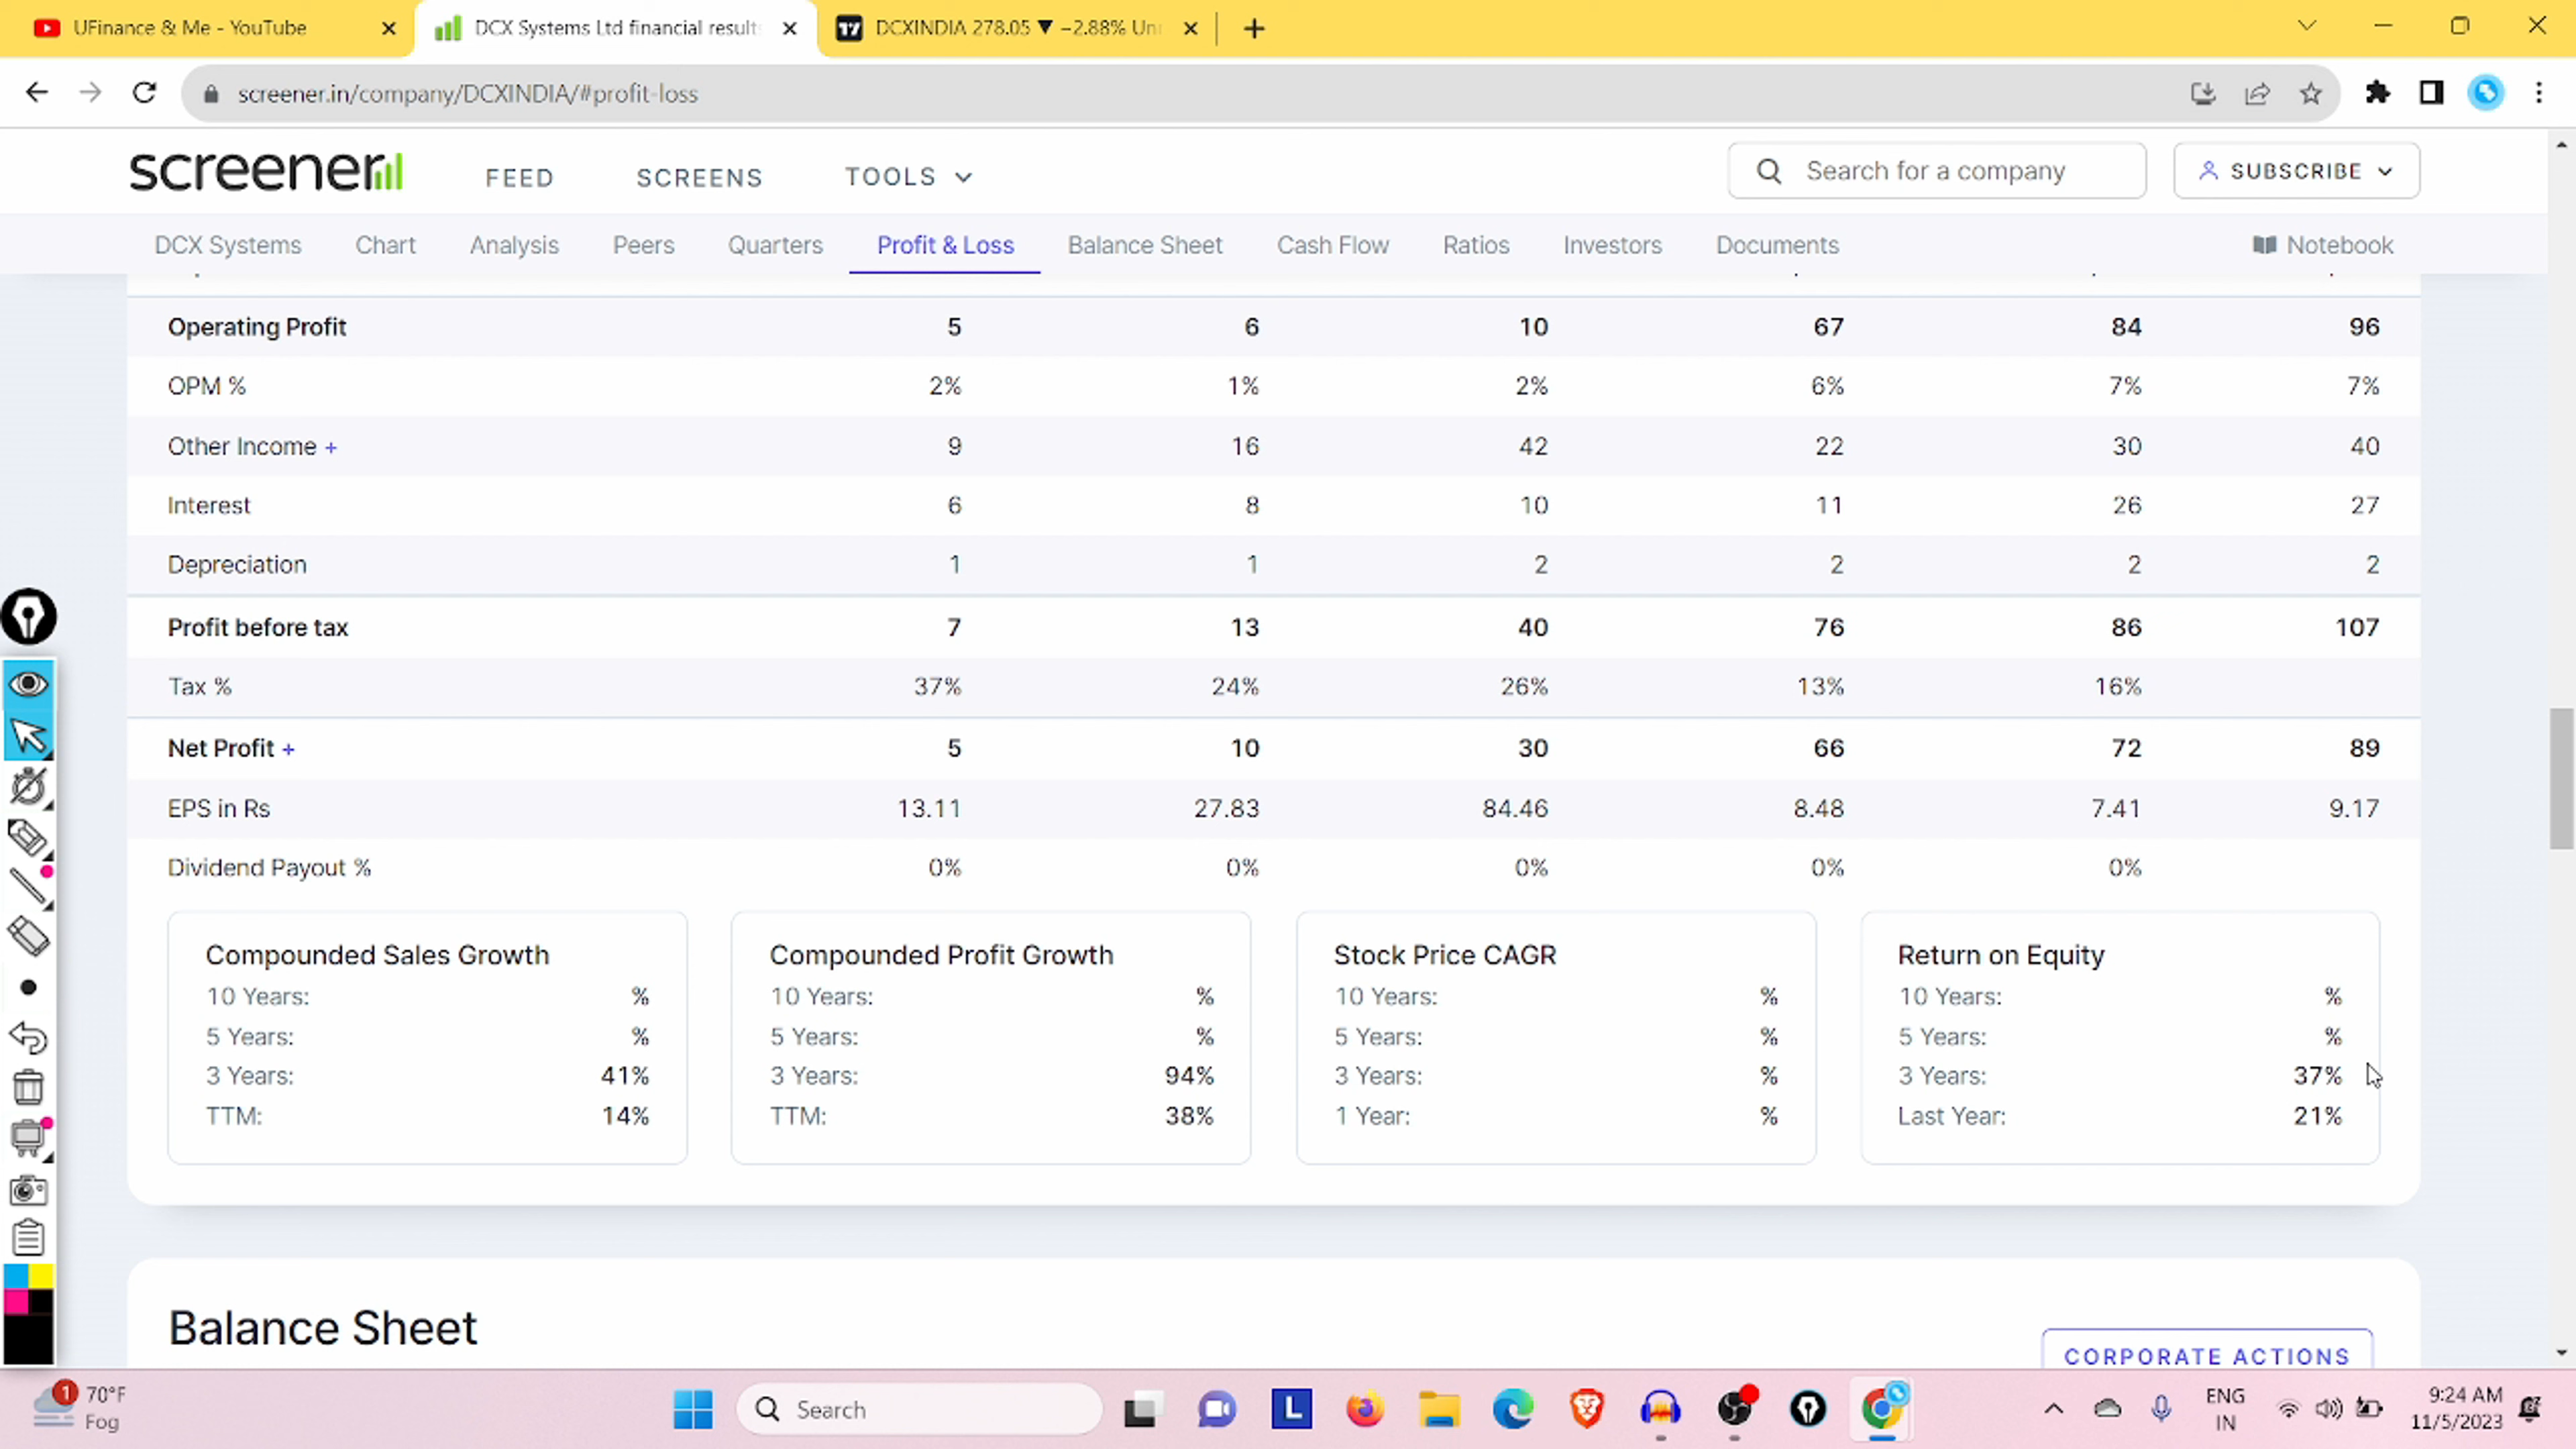 UFinance & Me - YouTube
DCX Systems Ltd financial result
DCXINDIA 278.05 ▼ −2.88% Un
screener.in/company/DCXINDIA/#profit-loss
screener
FEED
SCREENS
TOOLS
Search for a company
SUBSCRIBE
DCX Systems
Chart
Analysis
Peers
Quarters
Profit & Loss
Balance Sheet
Cash Flow
Ratios
Investors
Documents
Notebook
Operating Profit 5 6 10 67 84 96
OPM % 2% 1% 2% 6% 7% 7%
Other Income + 9 16 42 22 30 40
Interest 6 8 10 11 26 27
Depreciation 1 1 2 2 2 2
Profit before tax 7 13 40 76 86 107
Tax % 37% 24% 26% 13% 16%
Net Profit + 5 10 30 66 72 89
EPS in Rs 13.11 27.83 84.46 8.48 7.41 9.17
Dividend Payout % 0% 0% 0% 0% 0%
Compounded Sales Growth
10 Years: %
5 Years: %
3 Years: 41%
TTM: 14%
Compounded Profit Growth
10 Years: %
5 Years: %
3 Years: 94%
TTM: 38%
Stock Price CAGR
10 Years: %
5 Years: %
3 Years: %
1 Year: %
Return on Equity
10 Years: %
5 Years: %
3 Years: 37%
Last Year: 21%
Balance Sheet
CORPORATE ACTIONS
1
70°F
Fog
Search
L
ENG
IN
9:24 AM
11/5/2023